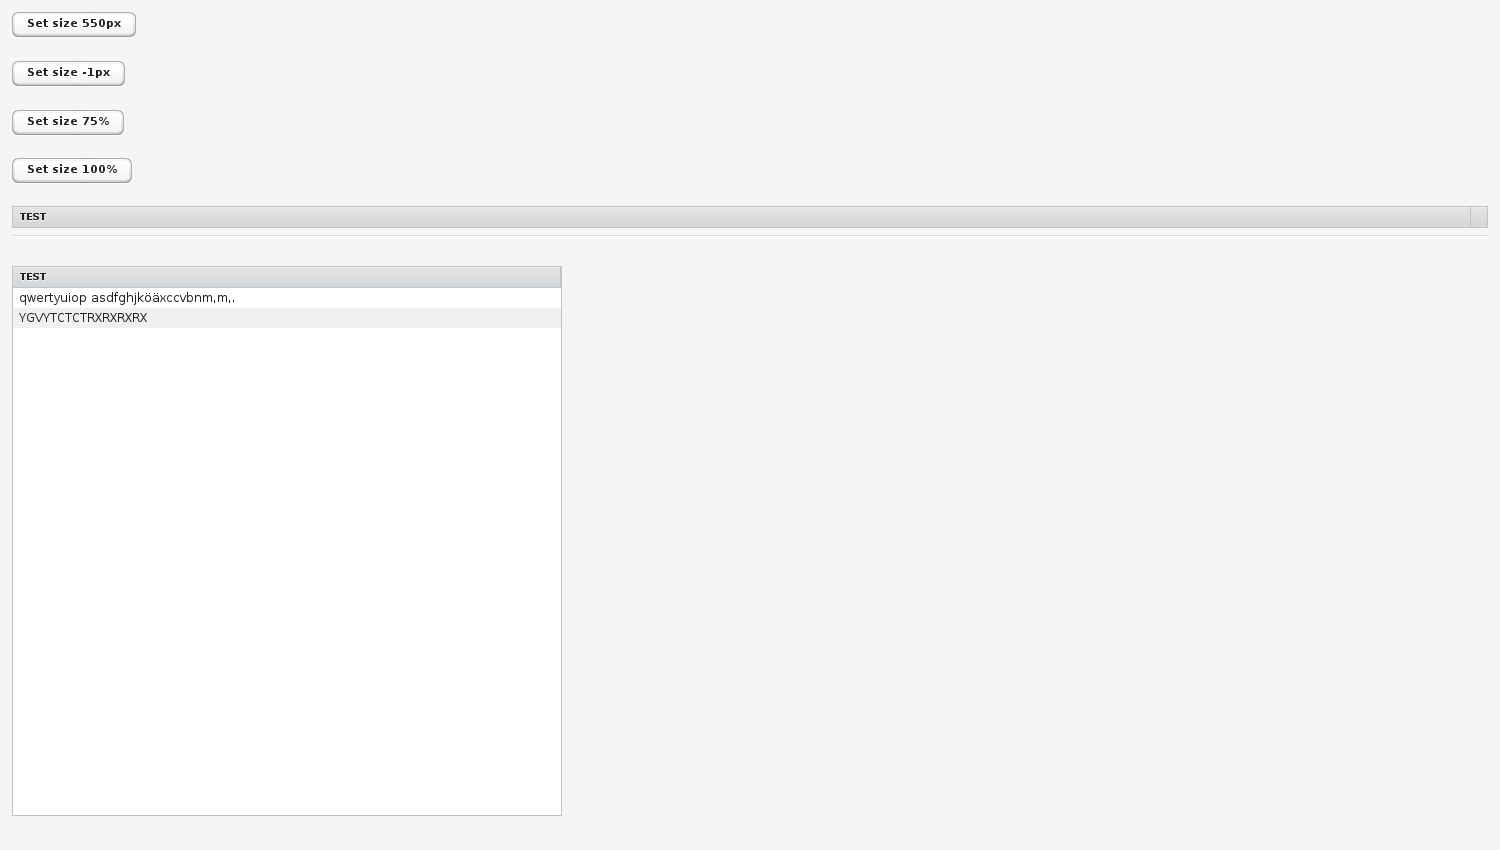 Set size 550px
Set size -1px
Set size 75%
Set size 100%
TEST
TEST
qwertyuiop asdfghjköäxccvbnm,m,.
YGVYTCTCTRXRXRXRX